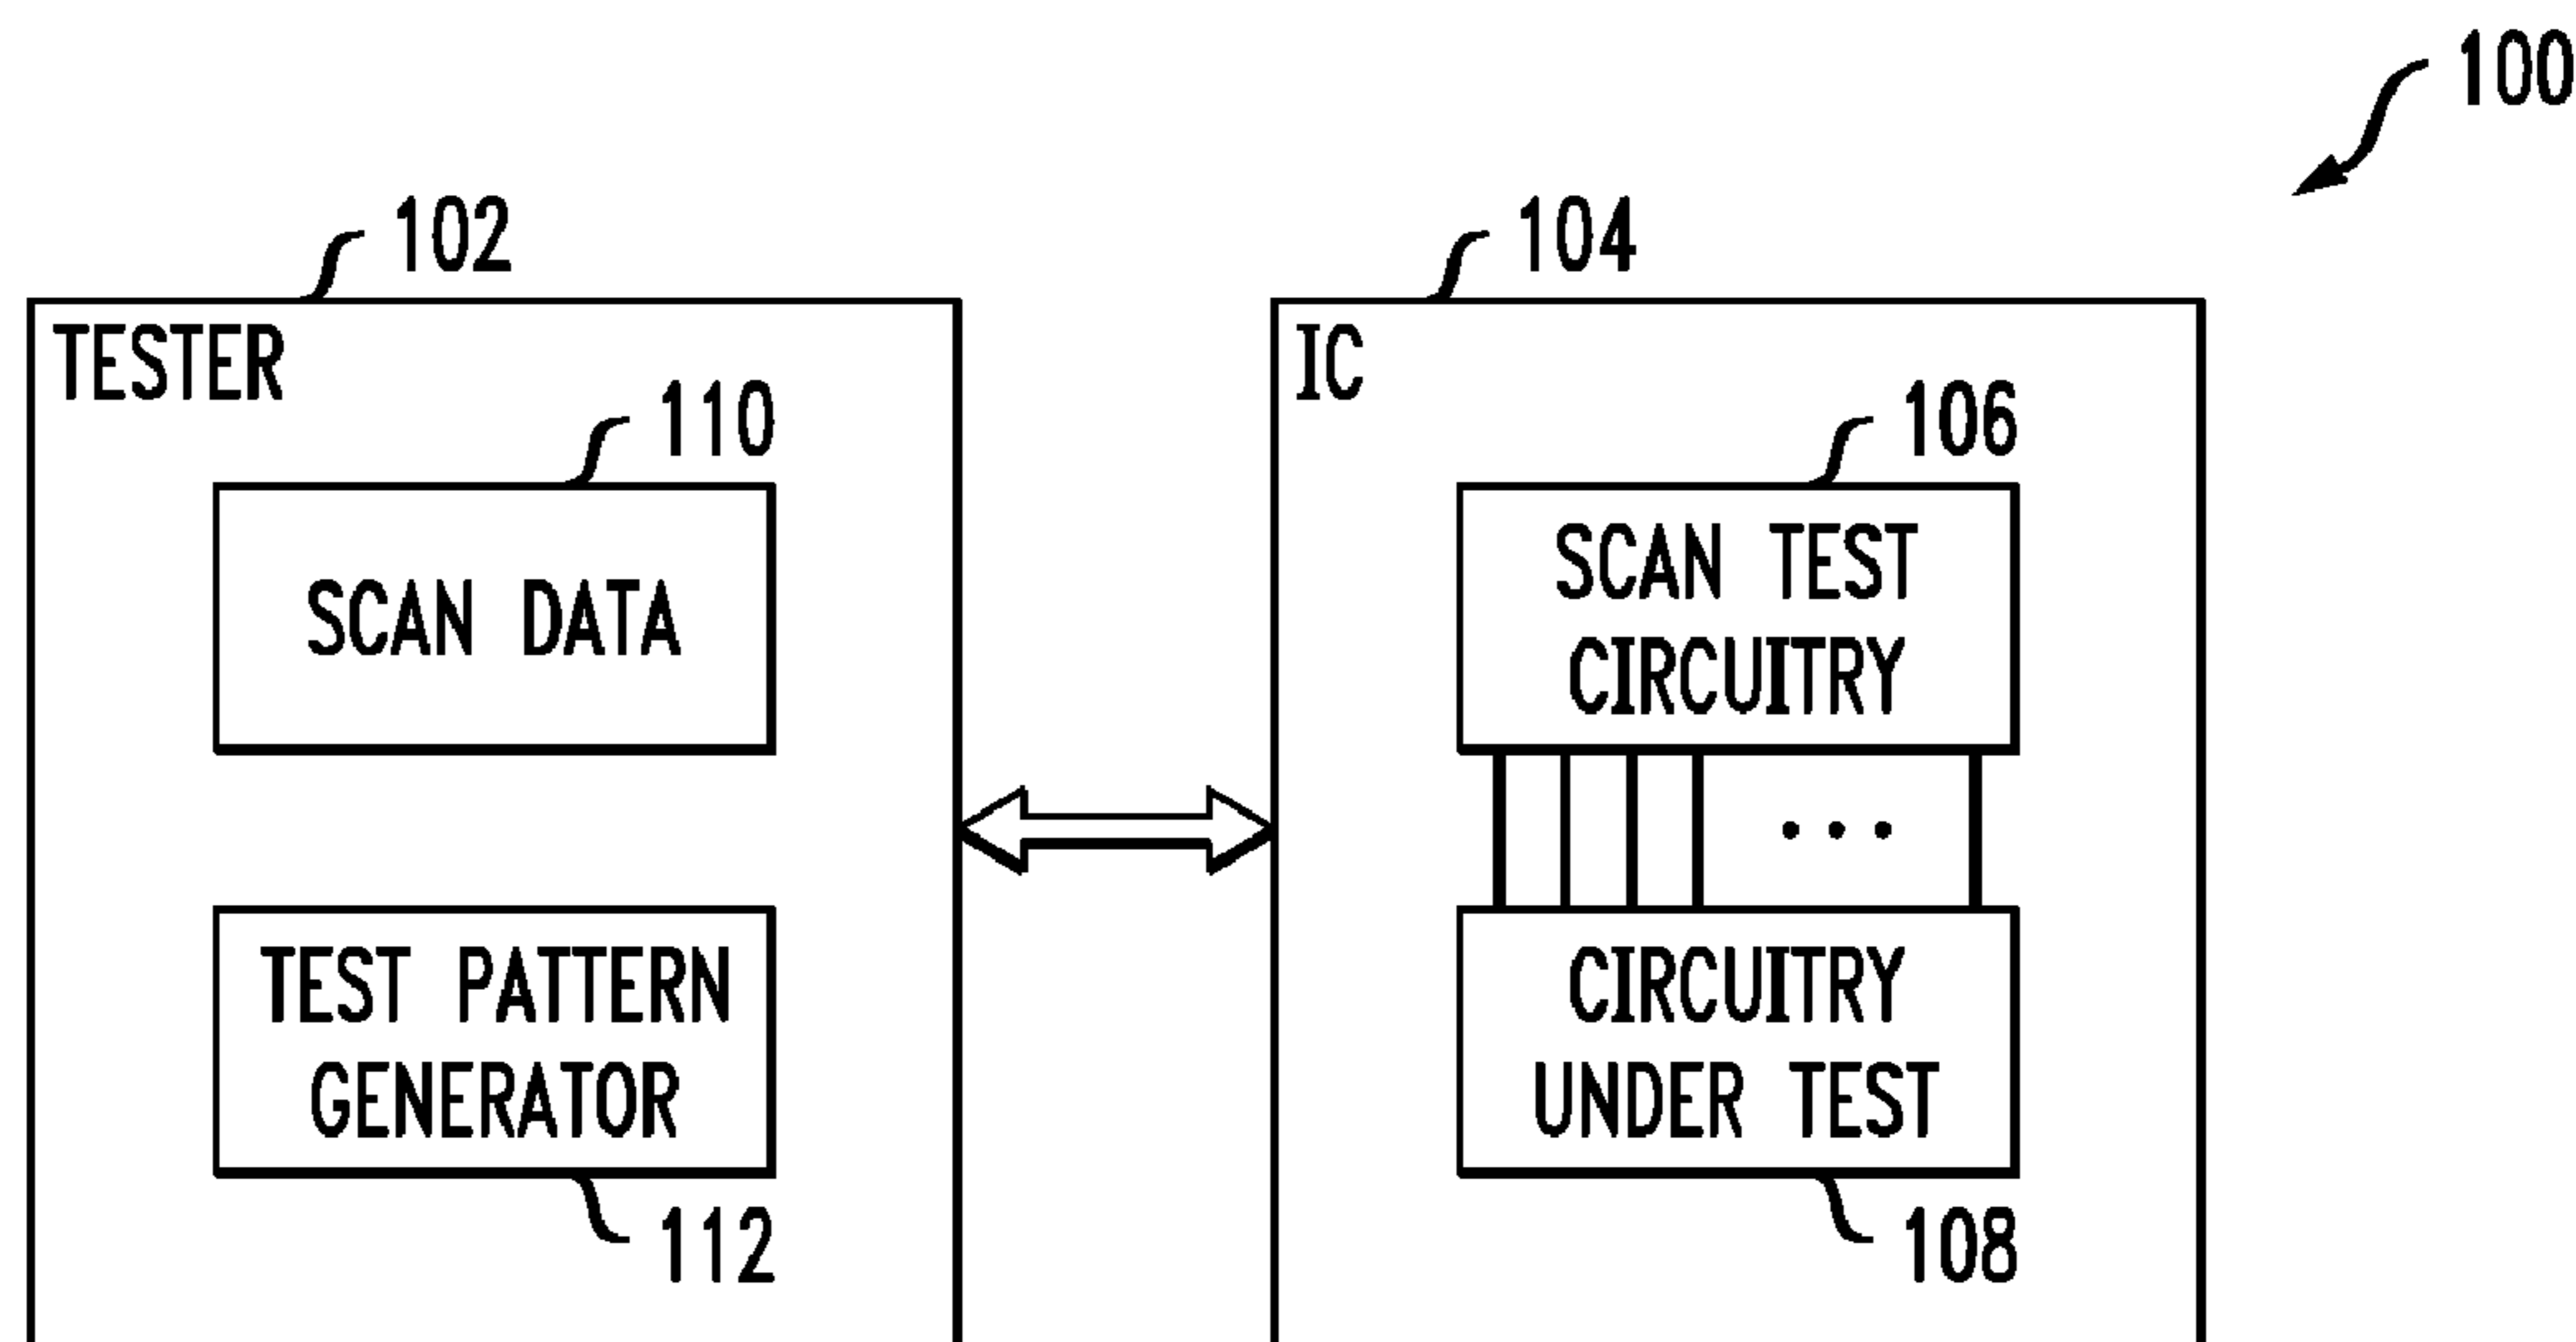 100
102
104
TESTER
IC
110
106
SCAN DATA
SCAN TEST
CIRCUITRY
...
TEST PATTERN
GENERATOR
CIRCUITRY
UNDER TEST
112
108